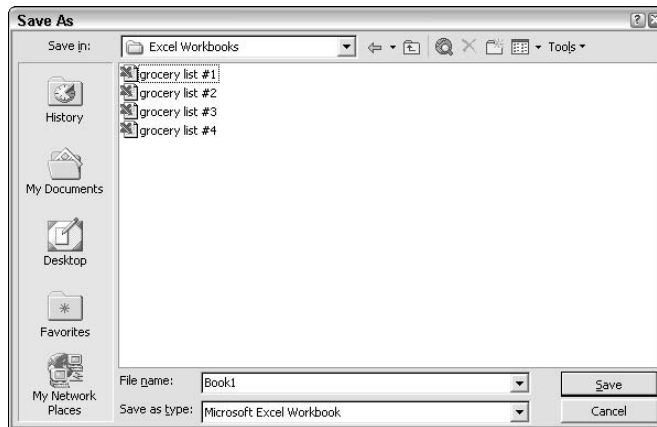 Save As
Save in: Excel Workbooks Tools
grocery list #1
grocery list #2
grocery list #3
grocery list #4
History
My Documents
Desktop
Favorites
My Network
Places
File name: Book1 Save
Save as type: Microsoft Excel Workbook Cancel